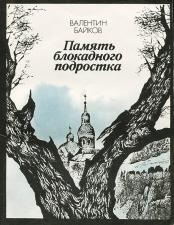 ВАЛЕНТИН
БАЙКОВ
Память
блокадного
подростка